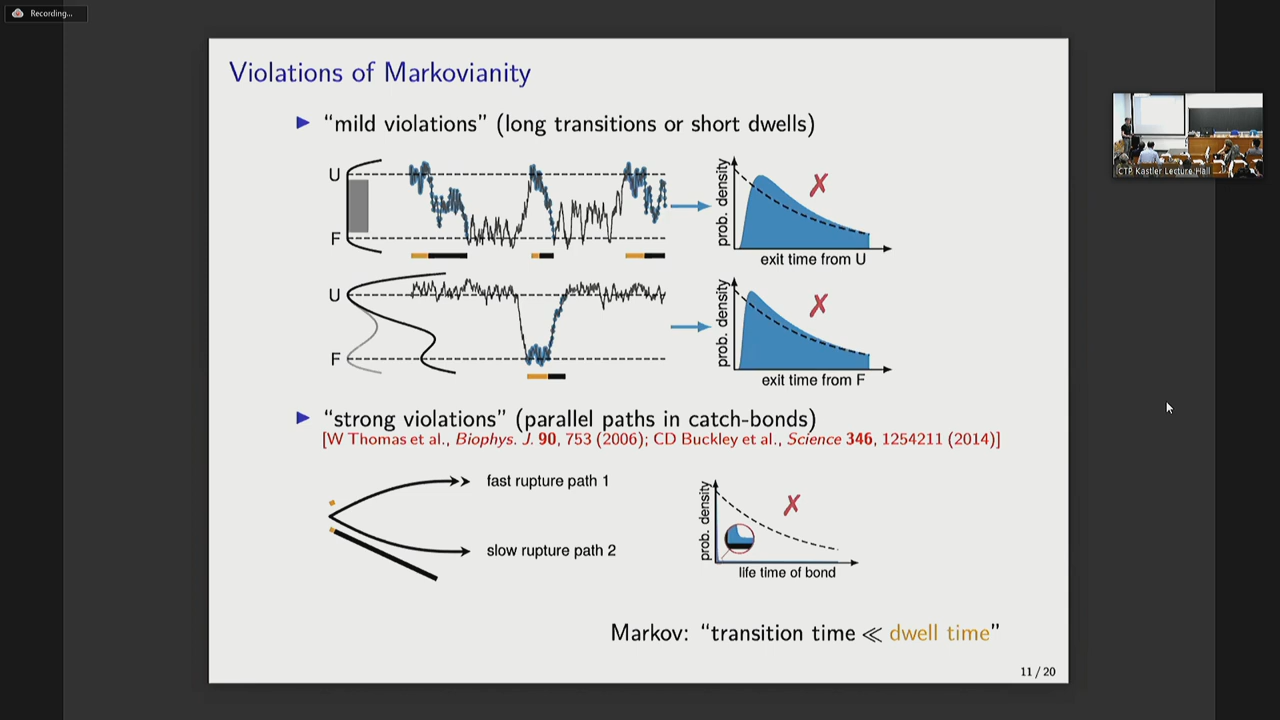 Recording...
Violations of Markovianity
“mild violations” (long transitions or short dwells)
U
F
prob. density
exit time from U
U
F
prob. density
exit time from F
“strong violations” (parallel paths in catch-bonds)
[W Thomas et al., Biophys. J. 90, 753 (2006); CD Buckley et al., Science 346, 1254211 (2014)]
fast rupture path 1
slow rupture path 2
prob. density
life time of bond
Markov: “transition time ≪ dwell time”
11 / 20
ICTP Kastler Lecture Hall